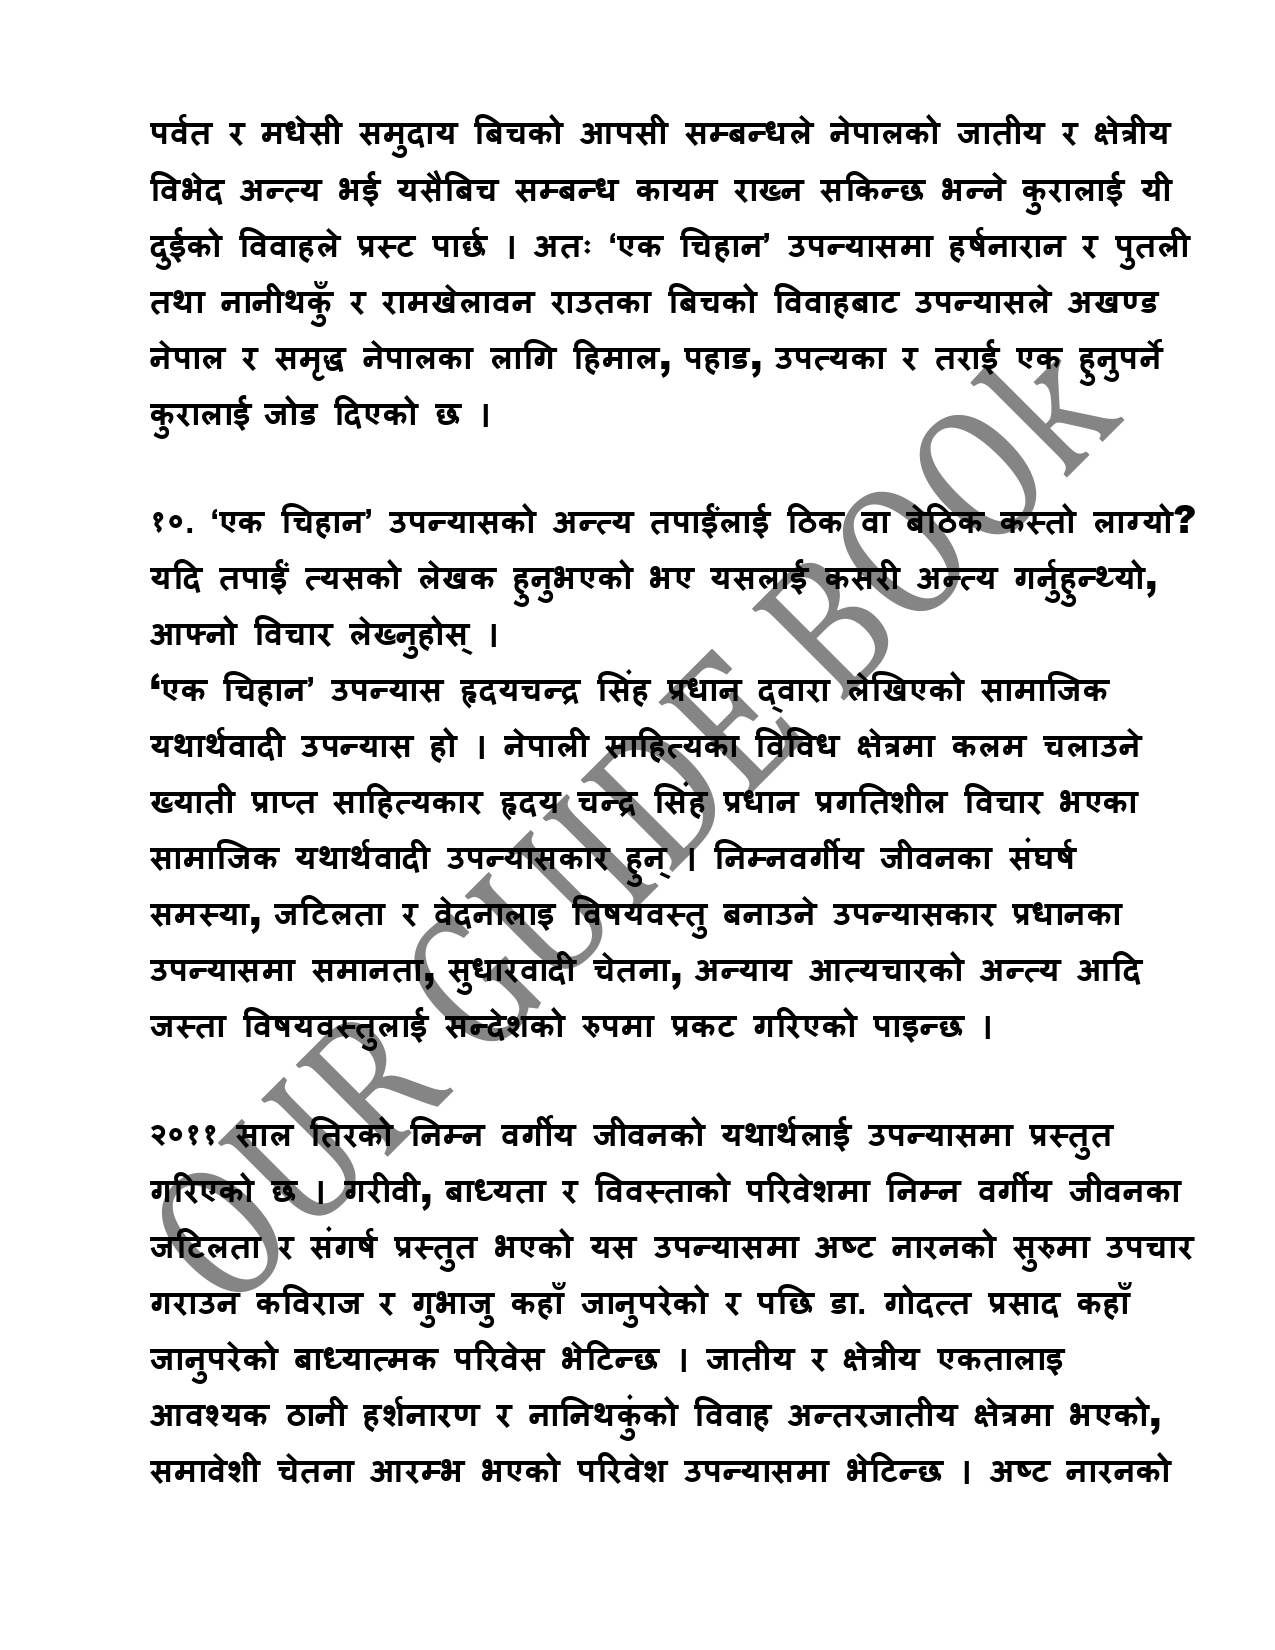 पर्वत र मधेसी समुदाय बिचको आपसी सम्बन्धले नेपालको जातीय र क्षेत्रीय
विभेद अन्त्य भई यसैबिच सम्बन्ध कायम राख्न सकिन्छ भन्ने कुरालाई यी
दुईको विवाहले प्रस्ट पार्छ । अतः ‘एक चिहान’ उपन्यासमा हर्षनारान र पुतली
तथा नानीथकुँ र रामखेलावन राउतका बिचको विवाहबाट उपन्यासले अखण्ड
नेपाल र समृद्ध नेपालका लागि हिमाल, पहाड, उपत्यका र तराई एक हुनुपर्ने
कुरालाई जोड दिएको छ ।
१०. ‘एक चिहान’ उपन्यासको अन्त्य तपाईंलाई ठिक वा बेठिक कस्तो लाग्यो?
यदि तपाईं त्यसको लेखक हुनुभएको भए यसलाई कसरी अन्त्य गर्नुहुन्थ्यो,
आफ्नो विचार लेख्नुहोस् ।
‘एक चिहान’ उपन्यास हृदयचन्द्र सिंह प्रधान द्वारा लेखिएको सामाजिक
यथार्थवादी उपन्यास हो । नेपाली साहित्यका विविध क्षेत्रमा कलम चलाउने
ख्याती प्राप्त साहित्यकार हृदय चन्द्र सिंह प्रधान प्रगतिशील विचार भएका
सामाजिक यथार्थवादी उपन्यासकार हुन् । निम्नवर्गीय जीवनका संघर्ष
समस्या, जटिलता र वेदनालाइ विषयवस्तु बनाउने उपन्यासकार प्रधानका
उपन्यासमा समानता, सुधारवादी चेतना, अन्याय आत्यचारको अन्त्य आदि
जस्ता विषयवस्तुलाई सन्देशको रुपमा प्रकट गरिएको पाइन्छ ।
२०११ साल तिरको निम्न वर्गीय जीवनको यथार्थलाई उपन्यासमा प्रस्तुत
गरिएको छ । गरीवी, बाध्यता र विवस्ताको परिवेशमा निम्न वर्गीय जीवनका
जटिलता र संगर्ष प्रस्तुत भएको यस उपन्यासमा अष्ट नारनको सुरुमा उपचार
गराउन कविराज र गुभाजु कहाँ जानुपरेको र पछि डा. गोदत्त प्रसाद कहाँ
जानुपरेको बाध्यात्मक परिवेस भेटिन्छ । जातीय र क्षेत्रीय एकतालाइ
आवश्यक ठानी हर्शनारण र नानिथकुंको विवाह अन्तरजातीय क्षेत्रमा भएको,
समावेशी चेतना आरम्भ भएको परिवेश उपन्यासमा भेटिन्छ । अष्ट नारनको
OUR GUIDE BOOk